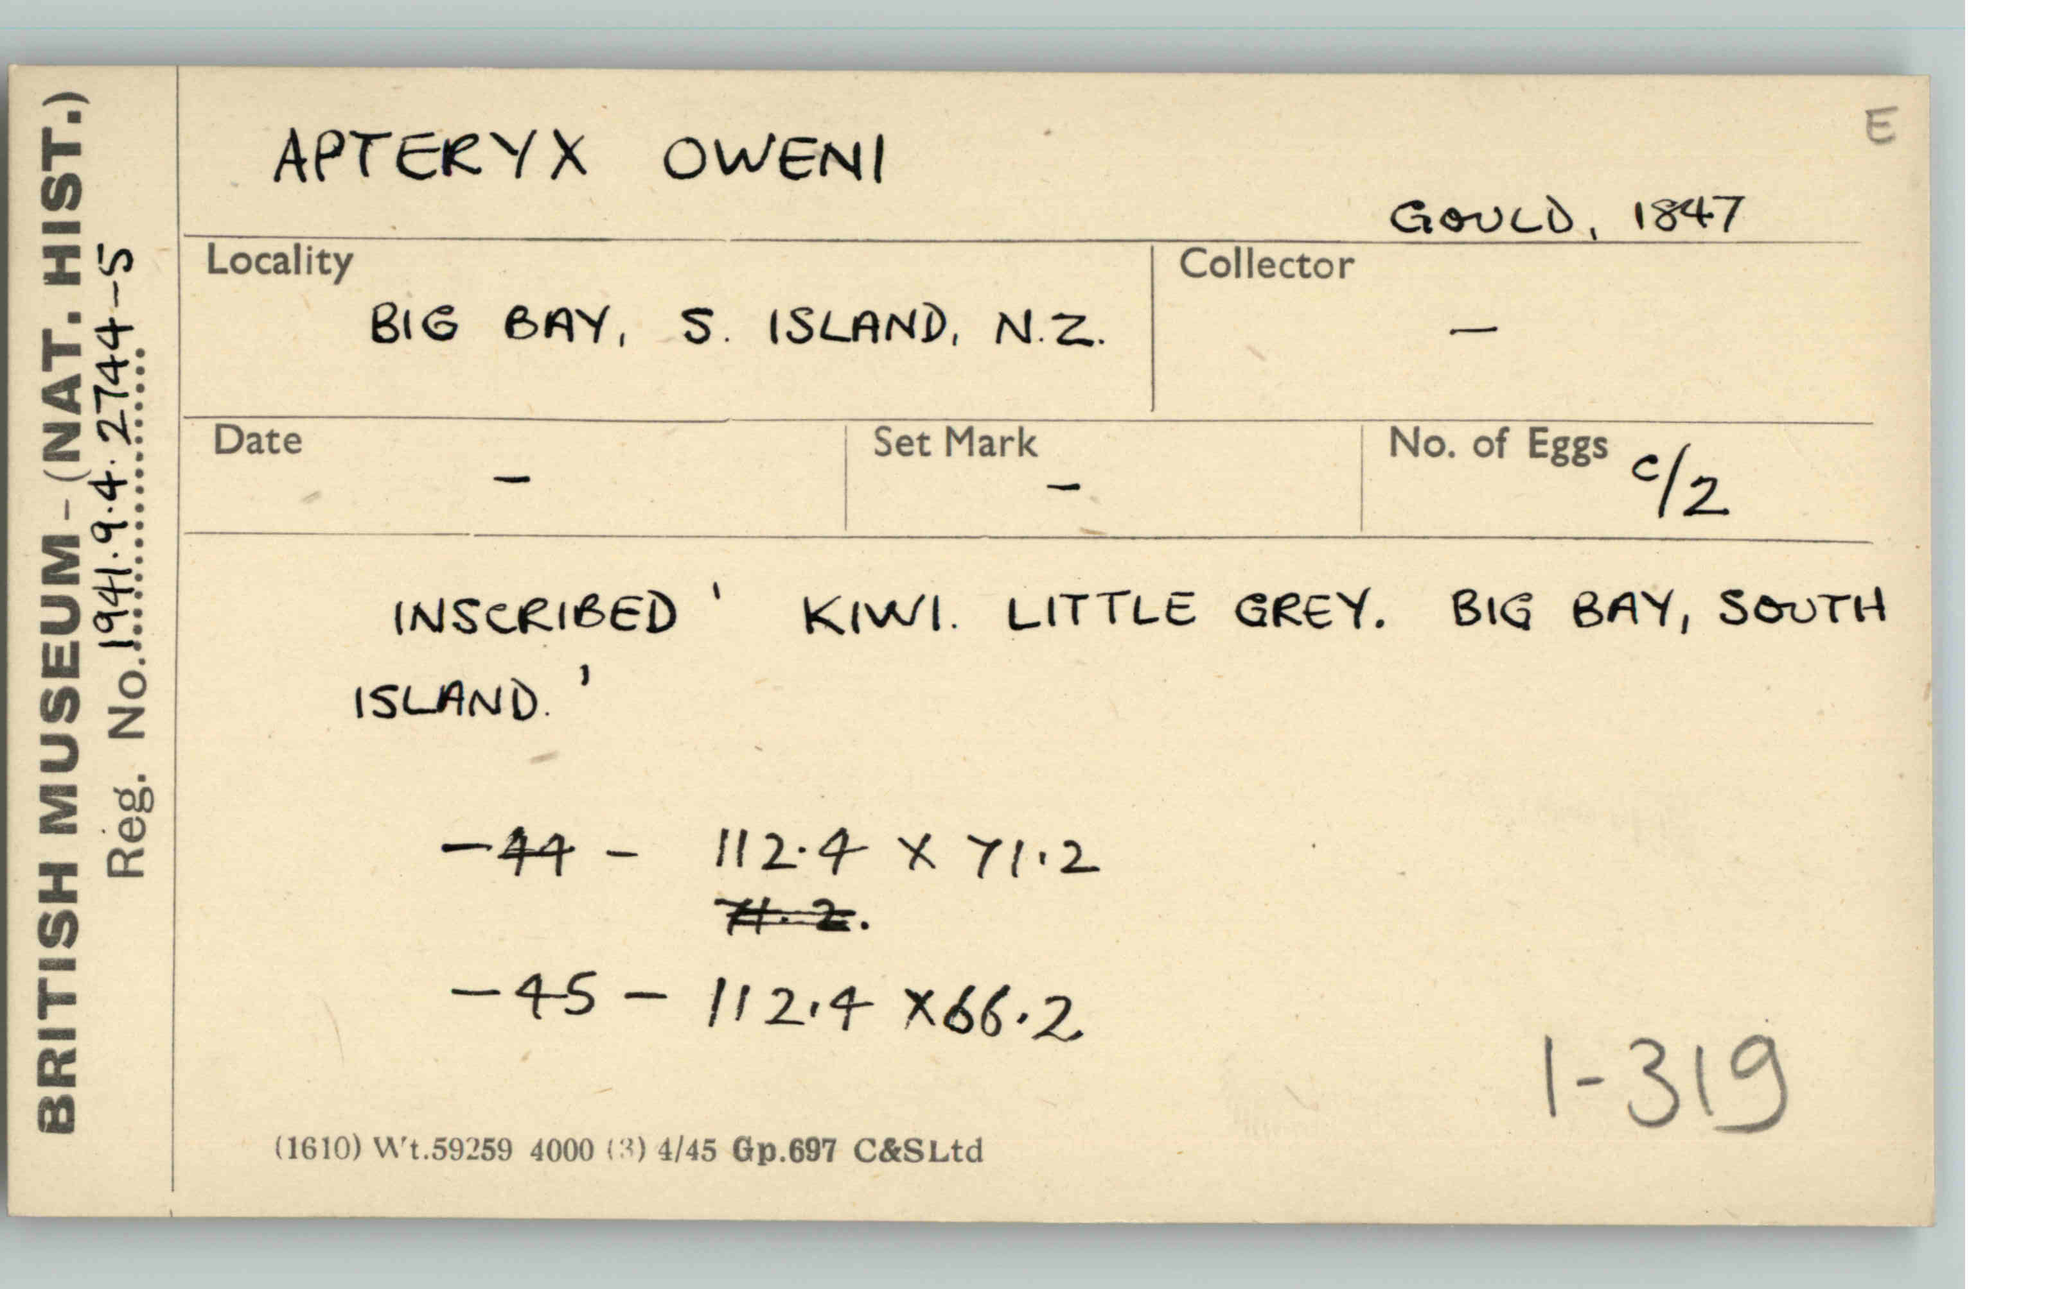 BRITISH MUSEUM - (NAT. HIST.)
Reg. No. 1941.9.4.2744-5
E
APTERYX OWENI
GOULD, 1847
Locality
BIG BAY, S. ISLAND, N.Z.
Collector
—
Date
-
Set Mark
-
No. of Eggs c/2
INSCRIBED ' KIWI. LITTLE GREY. BIG BAY, SOUTH
ISLAND.'
-44 - 112.4 X 71.2
71.2.
-45 - 112.4 X 66.2
1-319
(1610) Wt.59259 4000 (3) 4/45 Gp.697 C&SLtd